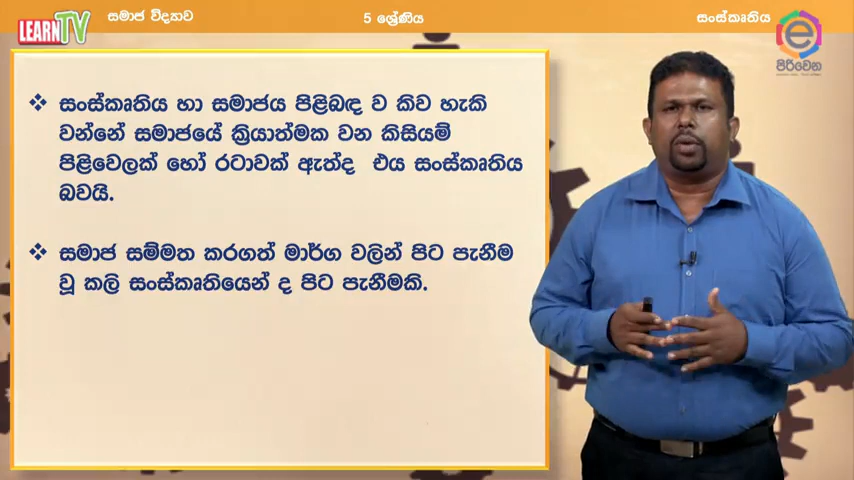 LEARN TV
සමාජ විද්‍යාව
5 ශ්‍රේණිය
සංස්කෘතිය
e
පිරිවෙන
❖ සංස්කෘතිය හා සමාජය පිළිබඳ ව කිව හැකි
වන්නේ සමාජයේ ක්‍රියාත්මක වන කිසියම්
පිළිවෙලක් හෝ රටාවක් ඇත්ද එය සංස්කෘතිය
බවයි.
❖ සමාජ සම්මත කරගත් මාර්ග වලින් පිට පැනීම
වූ කලි සංස්කෘතියෙන් ද පිට පැනීමකි.